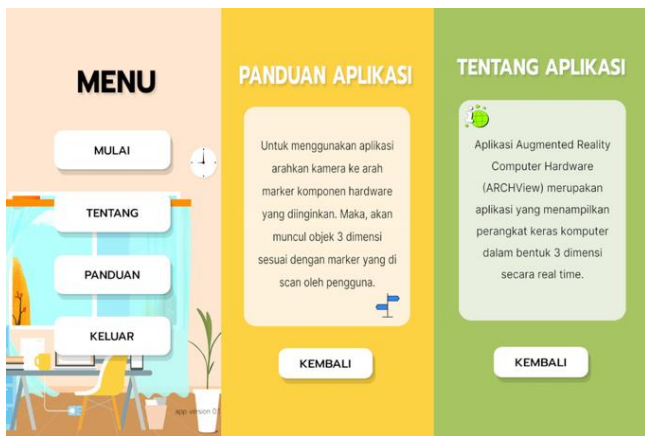 MENU
MULAI
TENTANG
PANDUAN
KELUAR
app version 0.
PANDUAN APLIKASI
Untuk menggunakan aplikasi
arahkan kamera ke arah
marker komponen hardware
yang diinginkan. Maka, akan
muncul objek 3 dimensi
sesuai dengan marker yang di
scan oleh pengguna.
KEMBALI
TENTANG APLIKASI
Aplikasi Augmented Reality
Computer Hardware
(ARCHView) merupakan
aplikasi yang menampilkan
perangkat keras komputer
dalam bentuk 3 dimensi
secara real time.
KEMBALI